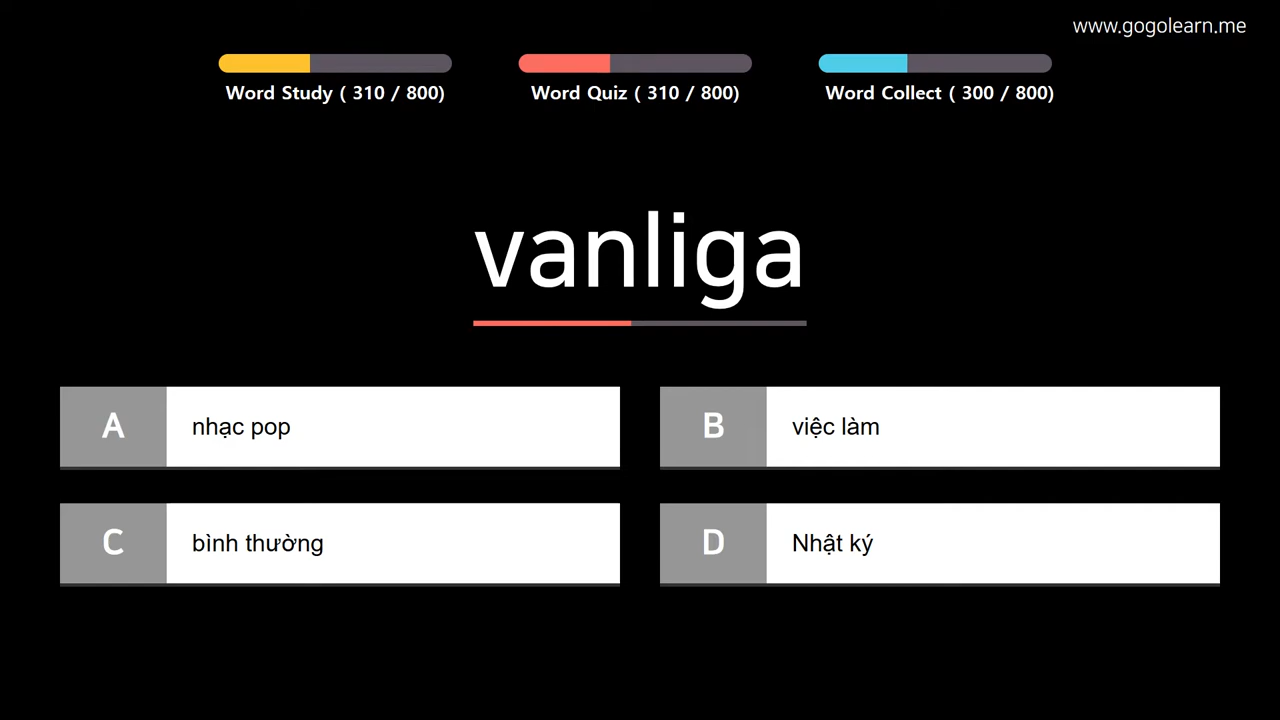 www.gogolearn.me
Word Study ( 310 / 800)
Word Quiz ( 310 / 800)
Word Collect ( 300 / 800)
vanliga
A
nhạc pop
B
việc làm
C
bình thường
D
Nhật ký